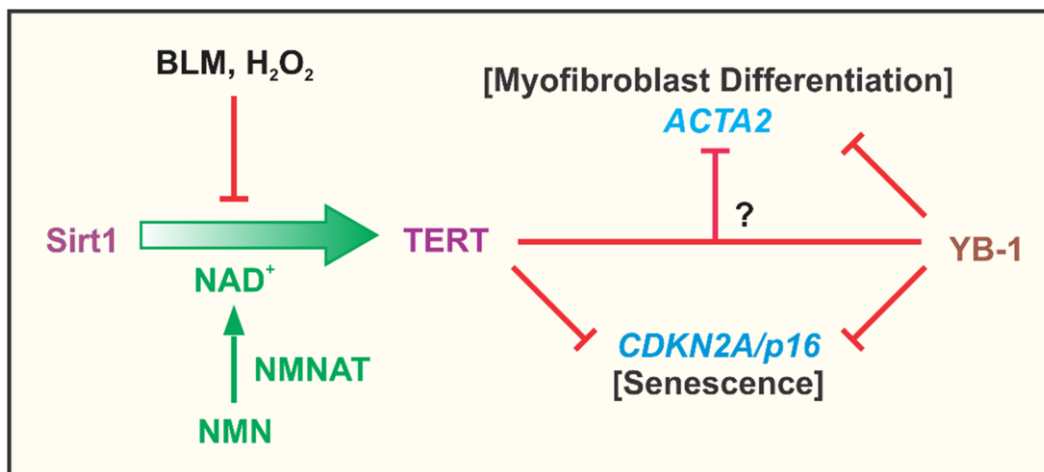 BLM, H₂O₂
[Myofibroblast Differentiation]
ACTA2
?
Sirt1
TERT
YB-1
NAD⁺
CDKN2A/p16
[Senescence]
NMNAT
NMN